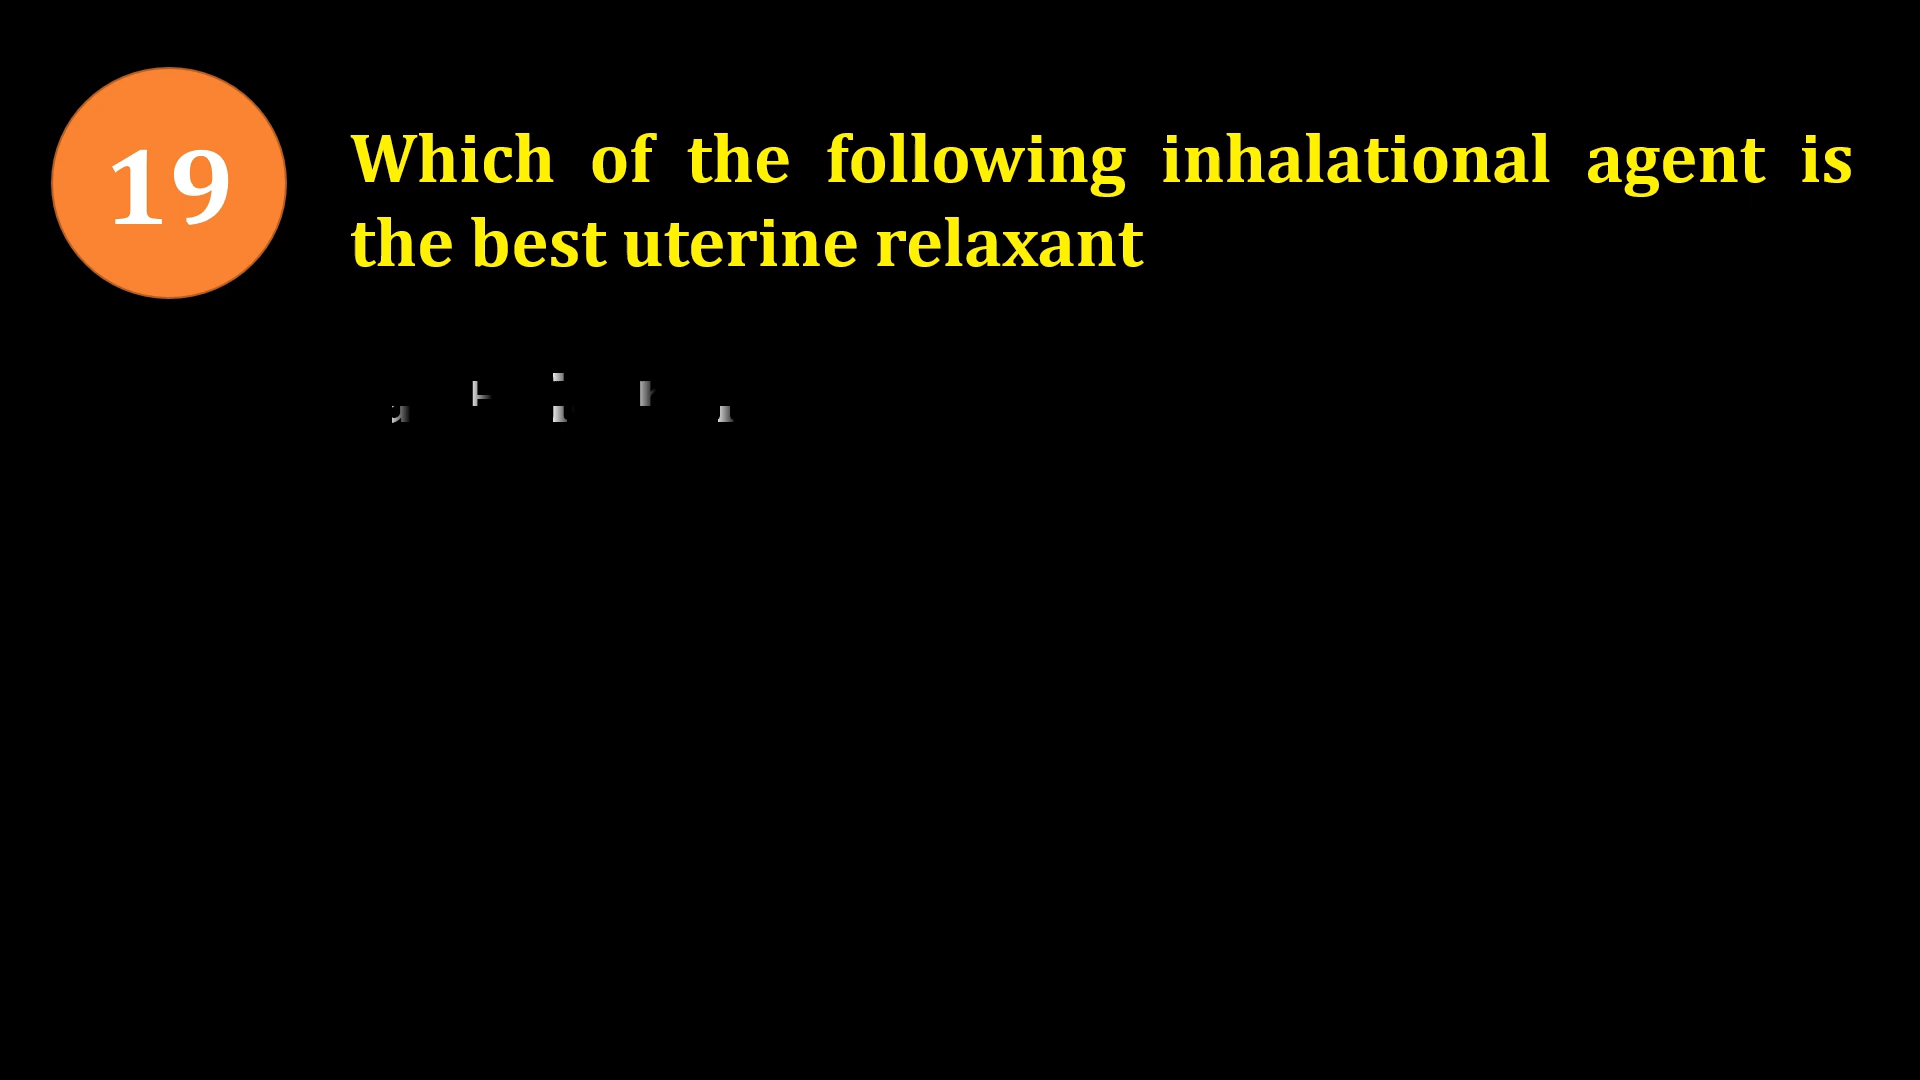 19
Which of the following inhalational agent is
the best uterine relaxant